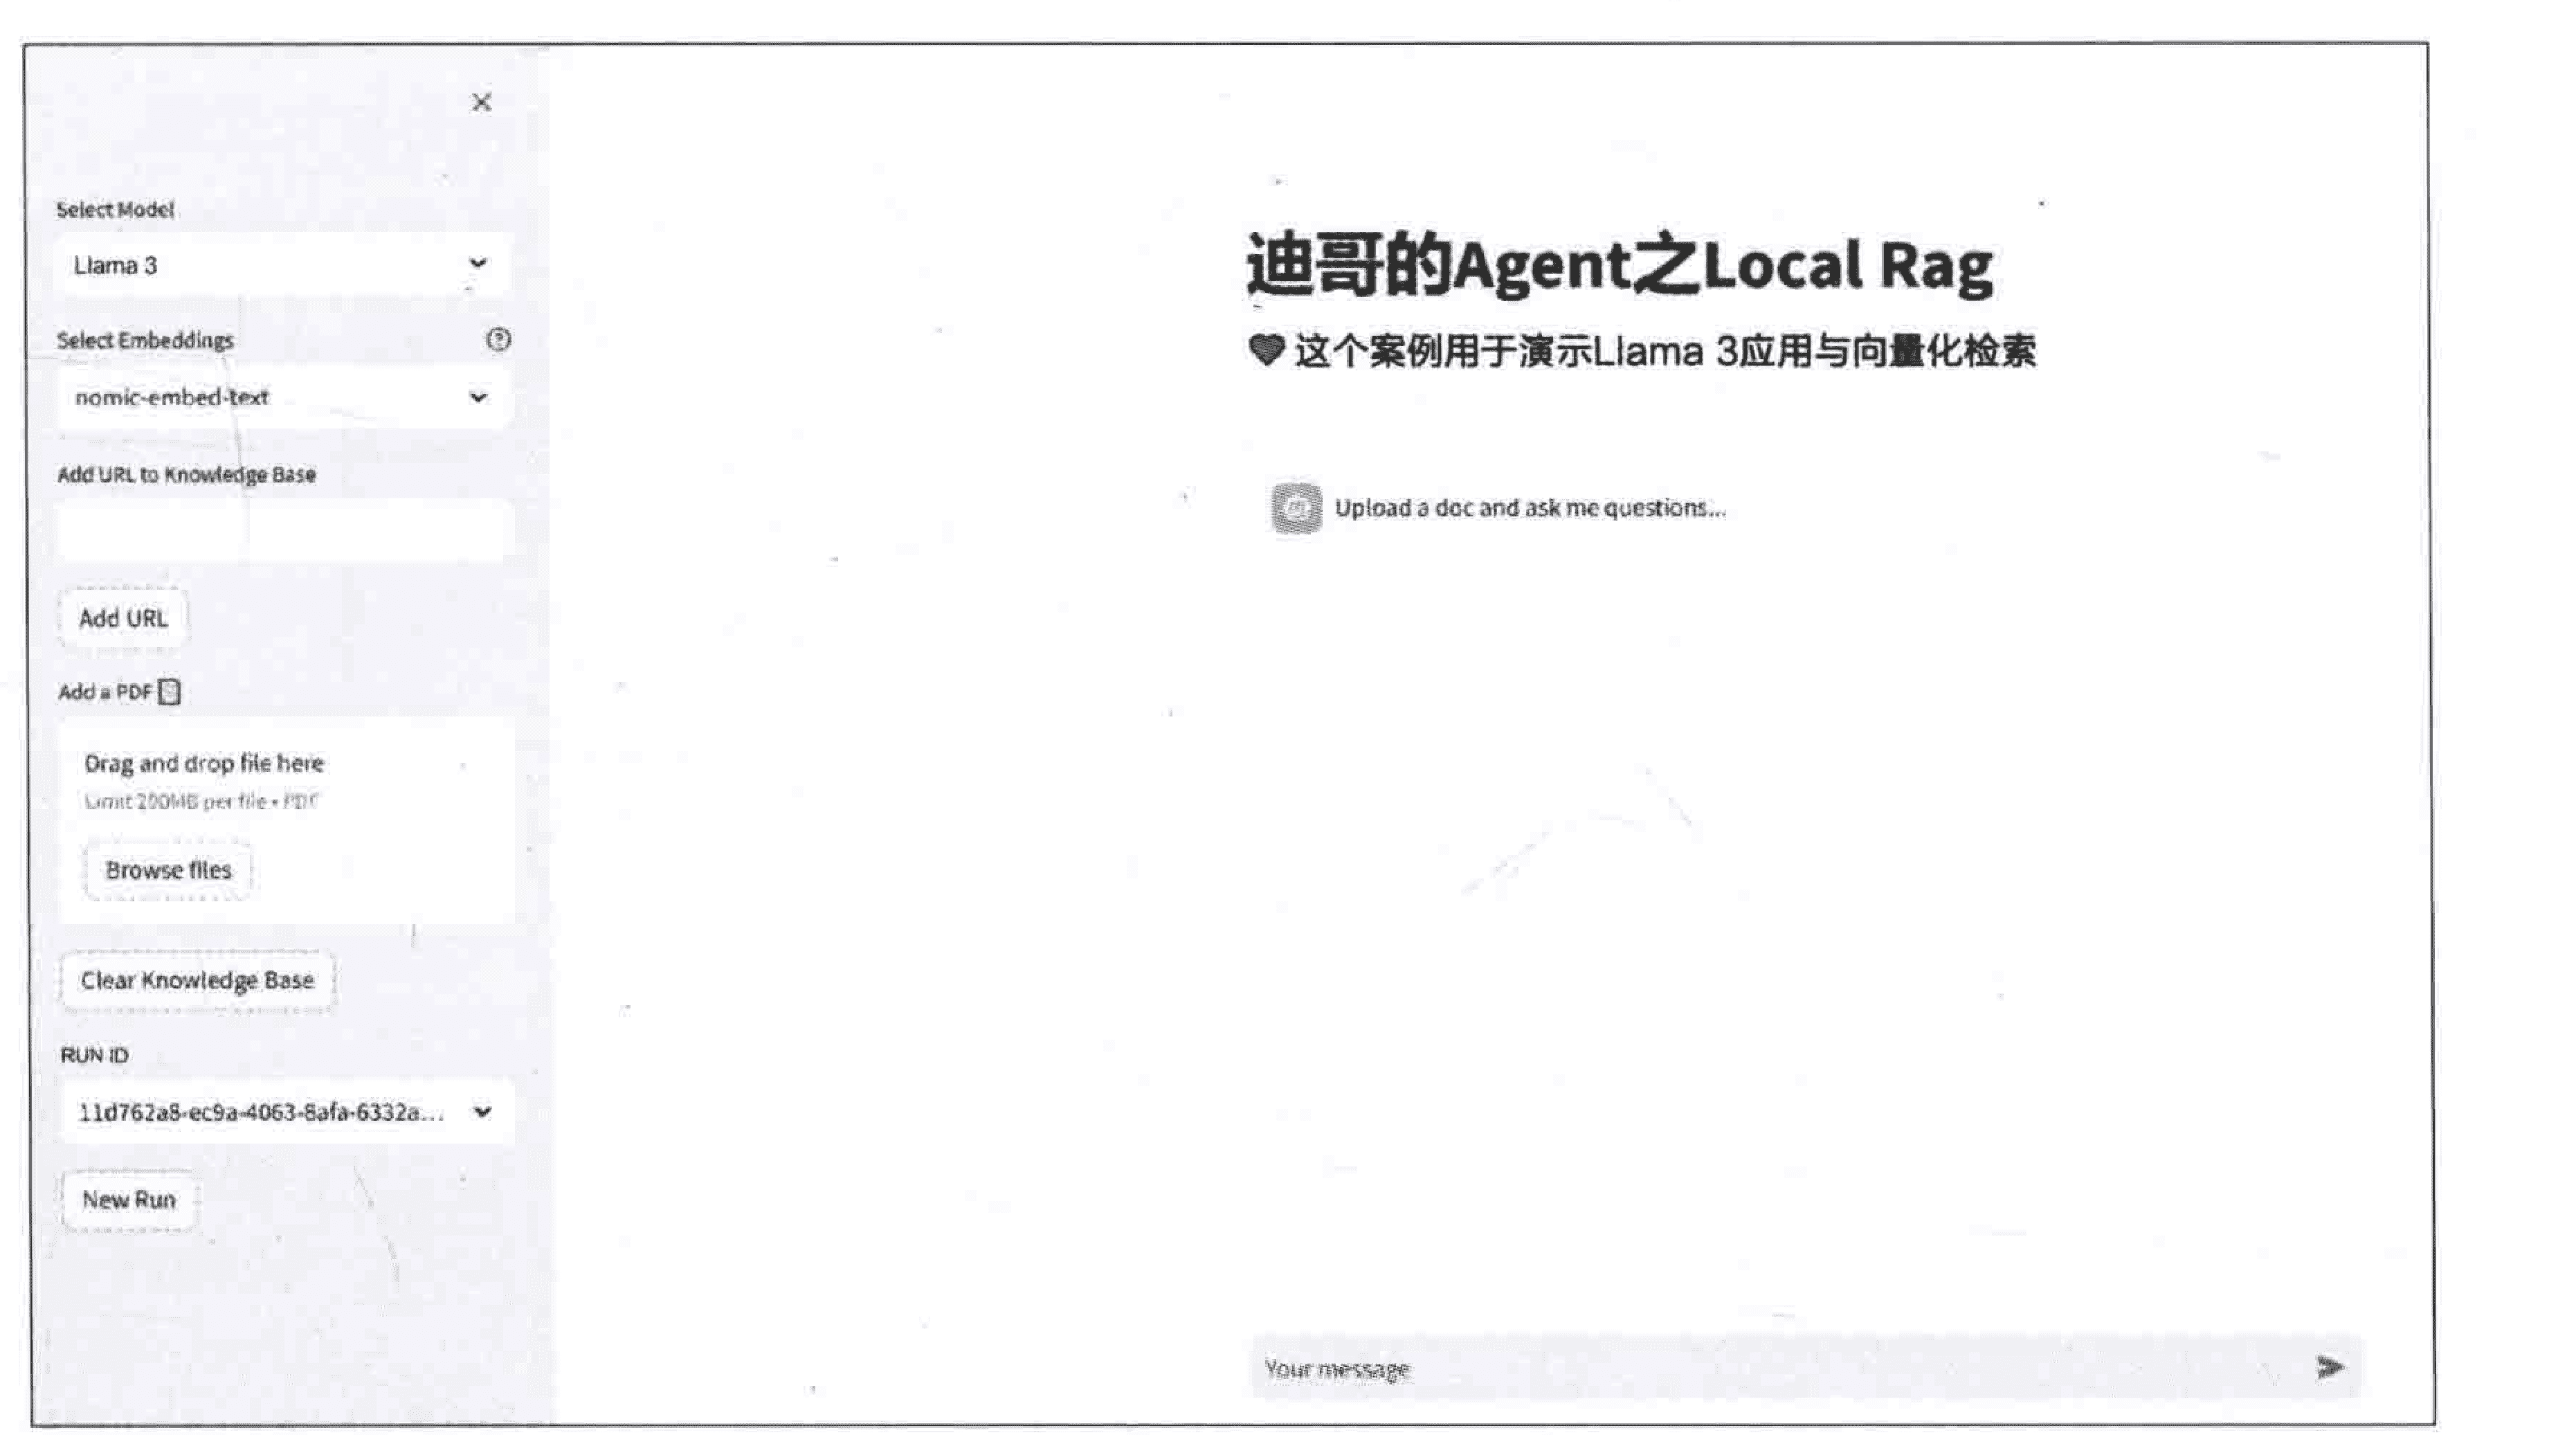 Select Model
Llama 3
Select Embeddings
nomic-embed-text
Add URL to Knowledge Base
Add URL
Add a PDF
Drag and drop file here
Limit 200MB per file • PDF
Browse files
Clear Knowledge Base
RUN ID
11d762a8-ec9a-4063-8afa-6332a...
New Run
迪哥的Agent之Local Rag
这个案例用于演示Llama 3应用与向量化检索
Upload a doc and ask me questions...
Your message